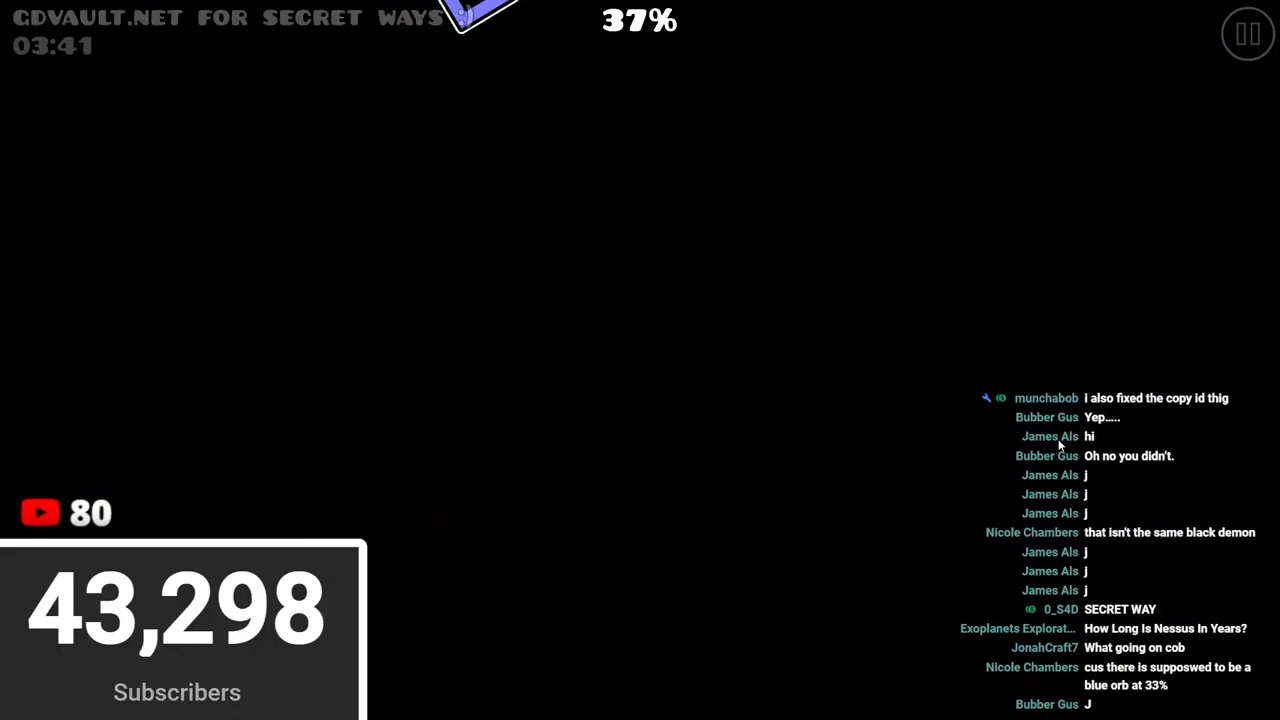 GDVAULT.NET FOR SECRET WAYS :)
37%
03:41
munchabob i also fixed the copy id thig
Bubber Gus Yep.....
James Als hi
Bubber Gus Oh no you didn't.
James Als j
James Als j
James Als j
Nicole Chambers that isn't the same black demon
James Als j
James Als j
James Als j
0_S4D SECRET WAY
Exoplanets Explorat... How Long Is Nessus In Years?
JonahCraft7 What going on cob
Nicole Chambers cus there is supposwed to be a
blue orb at 33%
Bubber Gus J
80
43,298
Subscribers